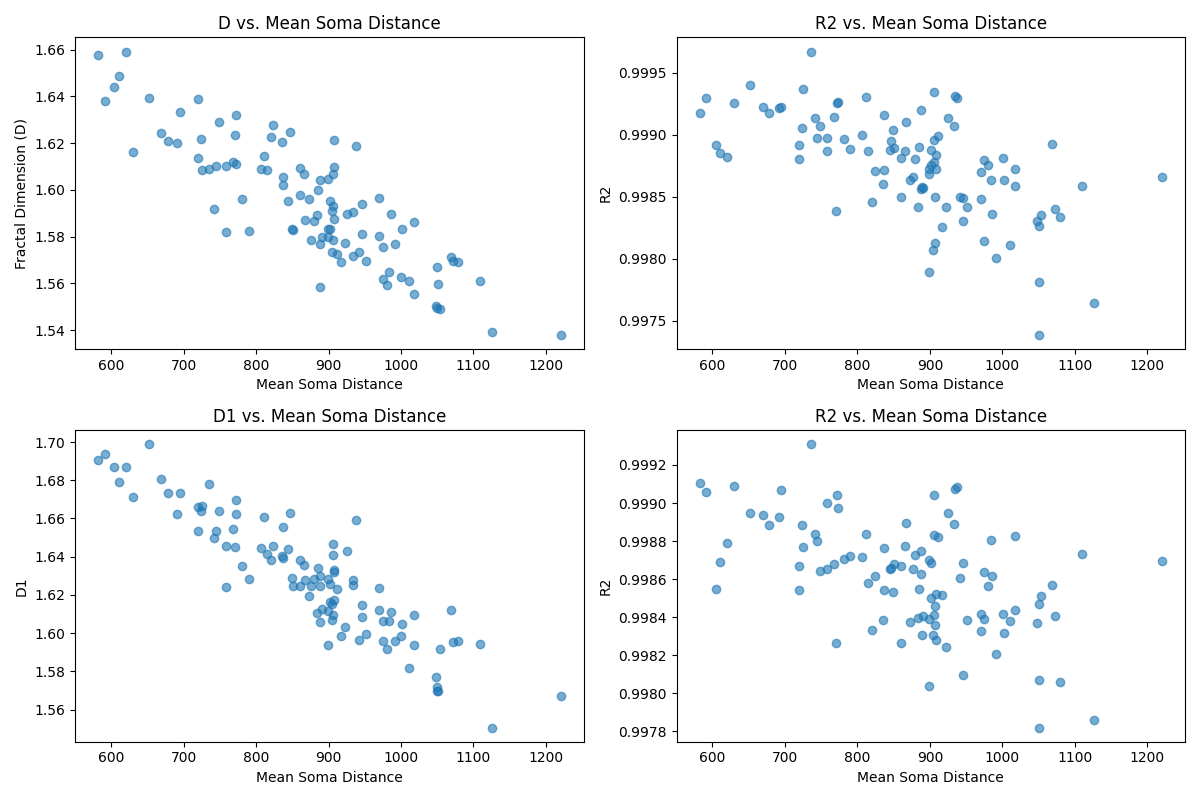 D vs. Mean Soma Distance
1.66
1.64
1.62
1.60
1.58
1.56
1.54
Fractal Dimension (D)
600 700 800 900 1000 1100 1200
Mean Soma Distance
R2 vs. Mean Soma Distance
0.9995
0.9990
0.9985
0.9980
0.9975
R2
600 700 800 900 1000 1100 1200
Mean Soma Distance
D1 vs. Mean Soma Distance
1.70
1.68
1.66
1.64
1.62
1.60
1.58
1.56
D1
600 700 800 900 1000 1100 1200
Mean Soma Distance
R2 vs. Mean Soma Distance
0.9992
0.9990
0.9988
0.9986
0.9984
0.9982
0.9980
0.9978
R2
600 700 800 900 1000 1100 1200
Mean Soma Distance